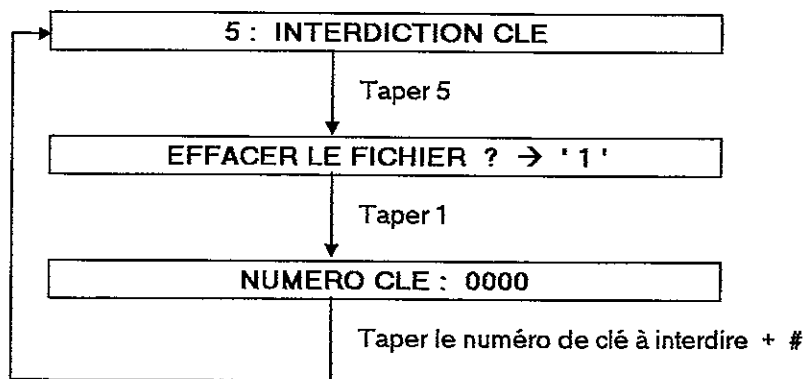 5 : INTERDICTION CLE
Taper 5
EFFACER LE FICHIER ? → ' 1 '
Taper 1
NUMERO CLE : 0000
Taper le numéro de clé à interdire + #